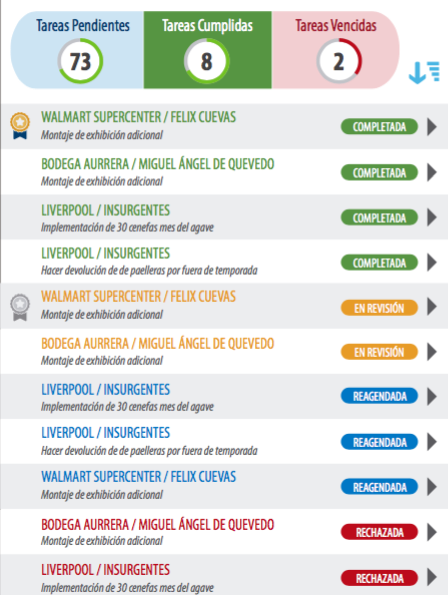 Tareas Pendientes
73
Tareas Cumplidas
8
Tareas Vencidas
2
WALMART SUPERCENTER / FELIX CUEVAS
Montaje de exhibición adicional
COMPLETADA
BODEGA AURRERA / MIGUEL ÁNGEL DE QUEVEDO
Montaje de exhibición adicional
COMPLETADA
LIVERPOOL / INSURGENTES
Implementación de 30 cenefas mes del agave
COMPLETADA
LIVERPOOL / INSURGENTES
Hacer devolución de de paelleras por fuera de temporada
COMPLETADA
WALMART SUPERCENTER / FELIX CUEVAS
Montaje de exhibición adicional
EN REVISIÓN
BODEGA AURRERA / MIGUEL ÁNGEL DE QUEVEDO
Montaje de exhibición adicional
EN REVISIÓN
LIVERPOOL / INSURGENTES
Implementación de 30 cenefas mes del agave
REAGENDADA
LIVERPOOL / INSURGENTES
Hacer devolución de de paelleras por fuera de temporada
REAGENDADA
WALMART SUPERCENTER / FELIX CUEVAS
Montaje de exhibición adicional
REAGENDADA
BODEGA AURRERA / MIGUEL ÁNGEL DE QUEVEDO
Montaje de exhibición adicional
RECHAZADA
LIVERPOOL / INSURGENTES
Implementación de 30 cenefas mes del agave
RECHAZADA